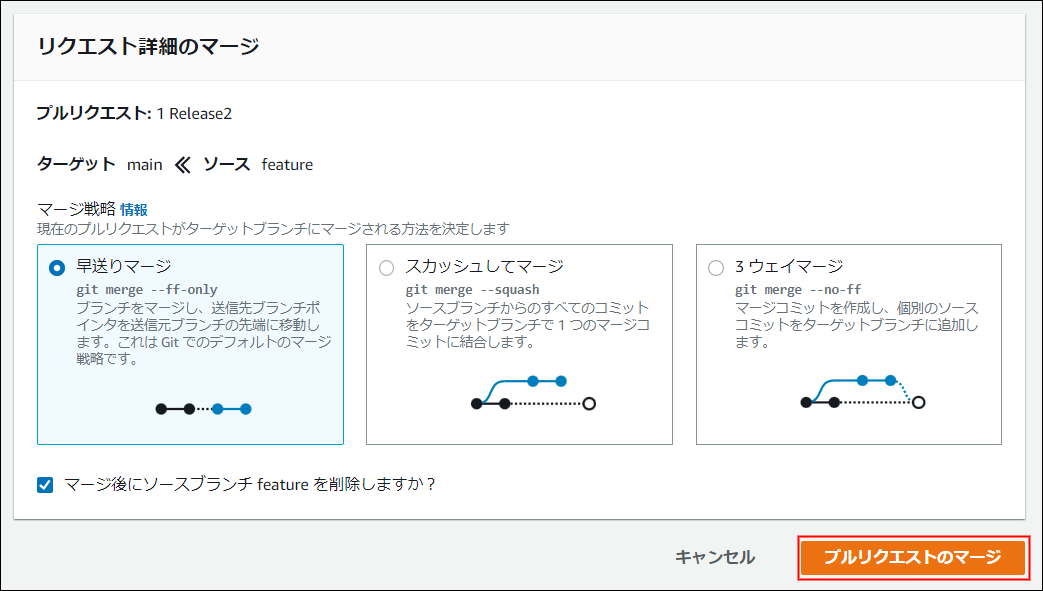 リクエスト詳細のマージ
プルリクエスト: 1 Release2
ターゲット main ≪ ソース feature
マージ戦略 情報
現在のプルリクエストがターゲットブランチにマージされる方法を決定します
早送りマージ
git merge --ff-only
ブランチをマージし、送信先ブランチポ
インタを送信元ブランチの先端に移動し
ます。これは Git でのデフォルトのマージ
戦略です。
スカッシュしてマージ
git merge --squash
ソースブランチからのすべてのコミット
をターゲットブランチで 1 つのマージコ
ミットに結合します。
3 ウェイマージ
git merge --no-ff
マージコミットを作成し、個別のソース
コミットをターゲットブランチに追加し
ます。
マージ後にソースブランチ feature を削除しますか？
キャンセル
プルリクエストのマージ